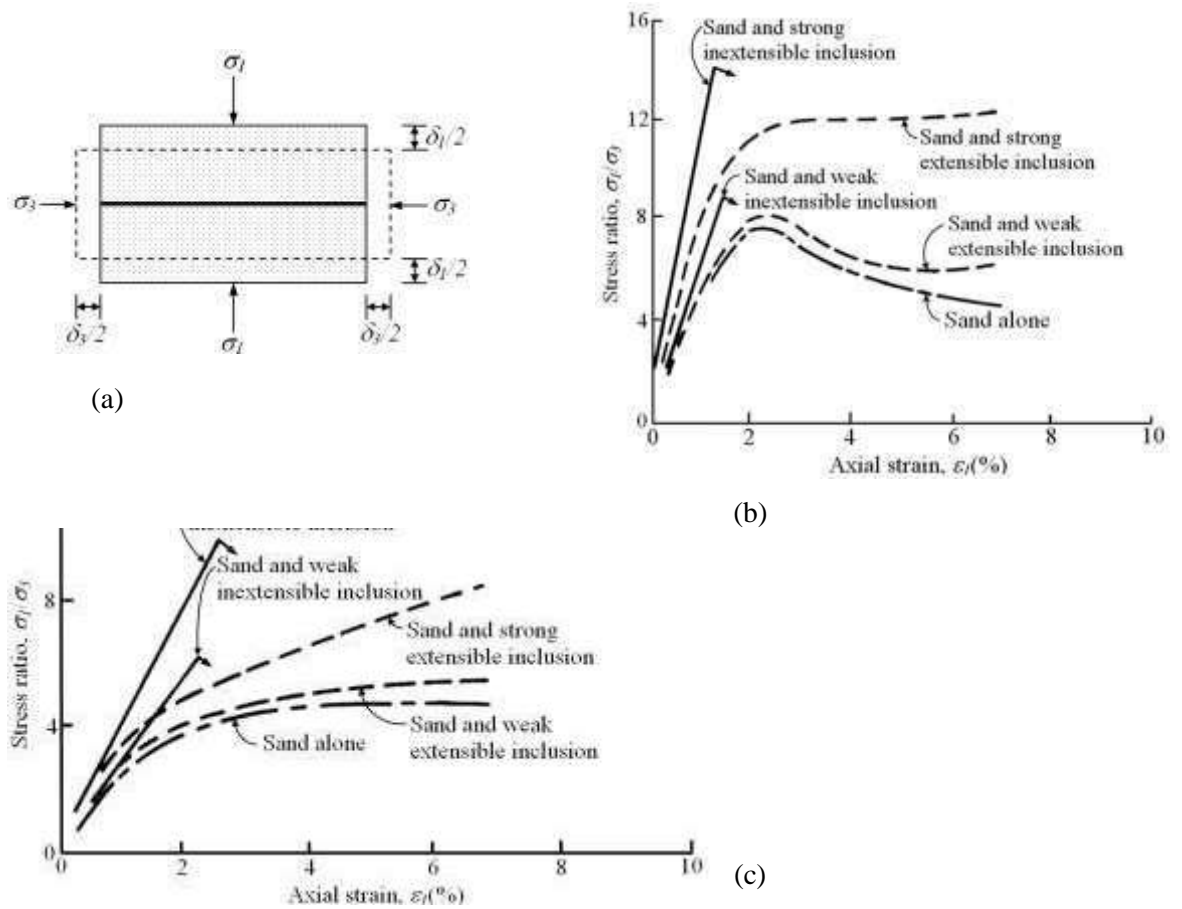 σ1
δ1/2
σ3
σ3
δ1/2
δ3/2
σ1
δ3/2
(a)
16
Sand and strong
inextensible inclusion
12
Sand and strong
extensible inclusion
Stress ratio, σ1/σ3
Sand and weak
inextensible inclusion
8
Sand and weak
extensible inclusion
4
Sand alone
0
0
2
4
6
8
10
Axial strain, ε1(%)
(b)
inextensible inclusion
Sand and weak
inextensible inclusion
8
Stress ratio, σ1/σ3
Sand and strong
extensible inclusion
4
Sand alone
Sand and weak
extensible inclusion
0
0
2
4
6
8
10
(c)
Axial strain, ε1(%)